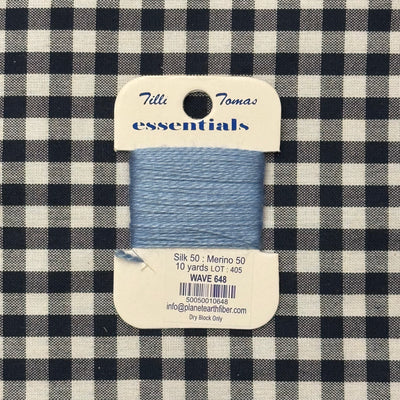 Tilli Tomas
essentials
Silk 50 : Merino 50
10 yards LOT : 405
WAVE 648
50050010648
info@planetearthfiber.com
Dry Block Only